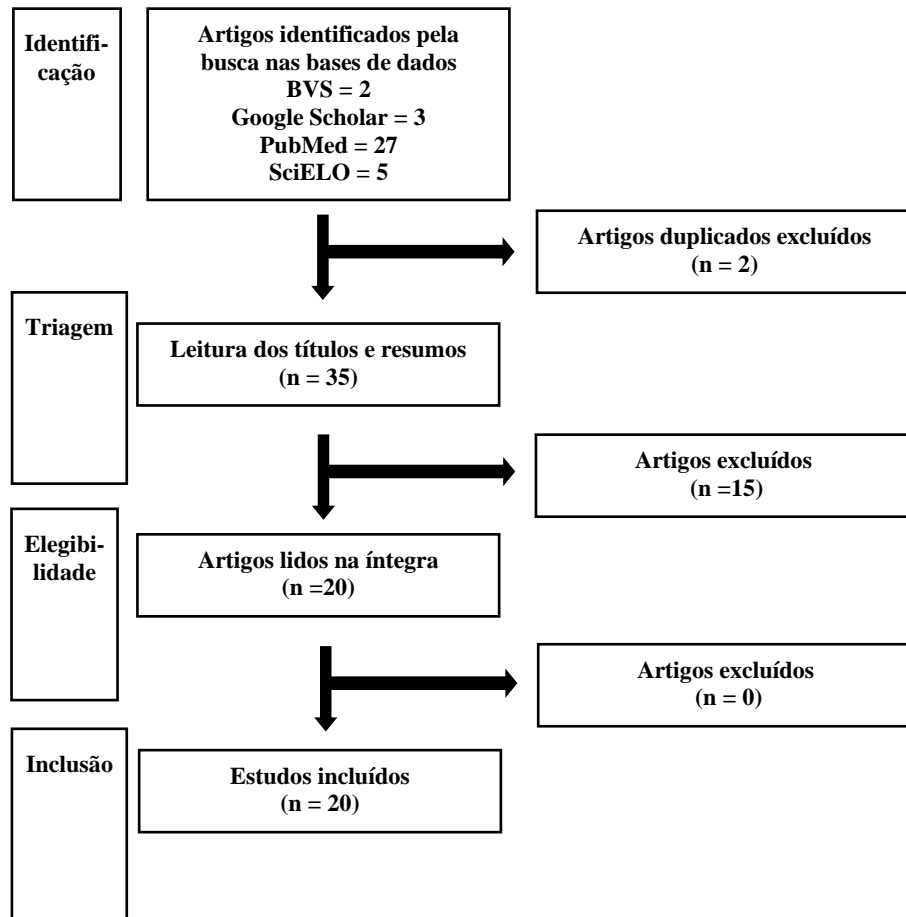 Identifi-
cação
Artigos identificados pela
busca nas bases de dados
BVS = 2
Google Scholar = 3
PubMed = 27
SciELO = 5
Artigos duplicados excluídos
(n = 2)
Triagem
Leitura dos títulos e resumos
(n = 35)
Artigos excluídos
(n =15)
Elegibi-
lidade
Artigos lidos na íntegra
(n =20)
Artigos excluídos
(n = 0)
Inclusão
Estudos incluídos
(n = 20)